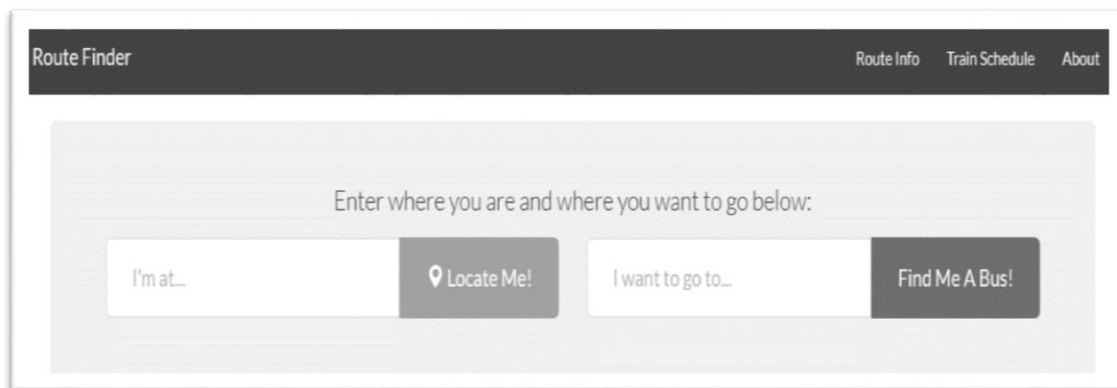 Route Finder Route Info Train Schedule About
Enter where you are and where you want to go below:
I'm at... Locate Me! I want to go to... Find Me A Bus!